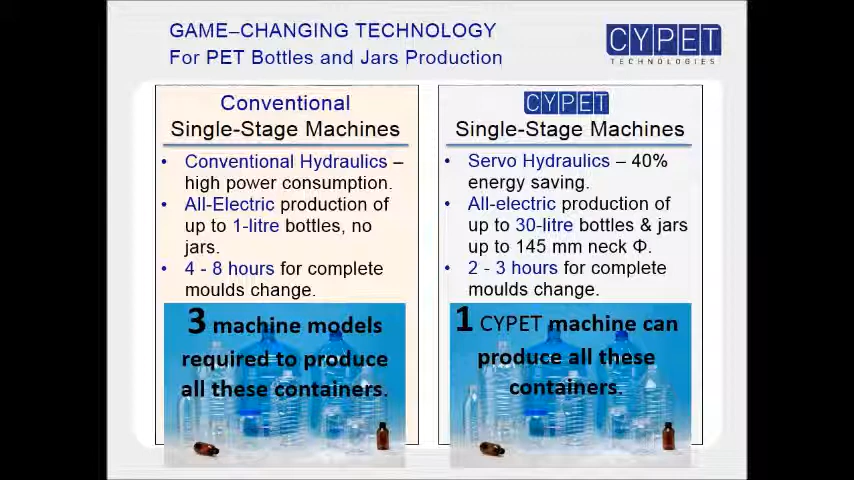 GAME–CHANGING TECHNOLOGY
For PET Bottles and Jars Production
CYPET
TECHNOLOGIES
Conventional
Single-Stage Machines
• Conventional Hydraulics –
high power consumption.
• All-Electric production of
up to 1-litre bottles, no
jars.
• 4 - 8 hours for complete
moulds change.
3 machine models
required to produce
all these containers.
CYPET
Single-Stage Machines
• Servo Hydraulics – 40%
energy saving.
• All-electric production of
up to 30-litre bottles & jars
up to 145 mm neck Φ.
• 2 - 3 hours for complete
moulds change.
1 CYPET machine can
produce all these
containers.